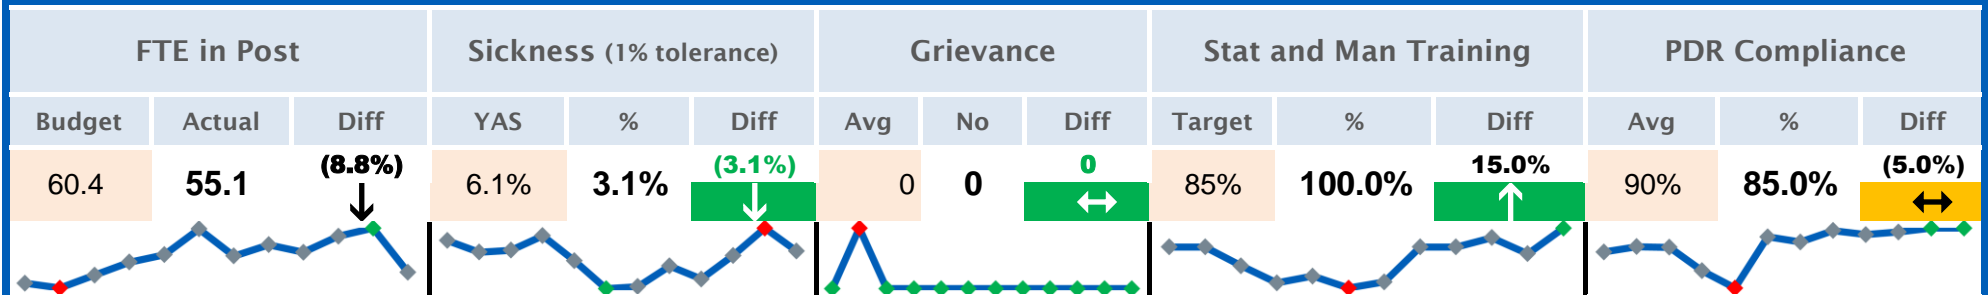 FTE in Post Sickness (1% tolerance) Grievance Stat and Man Training PDR Compliance
Budget Actual Diff YAS % Diff Avg No Diff Target % Diff Avg % Diff
60.4 55.1 (8.8%) 6.1% 3.1% (3.1%) 0 0 0 85% 100.0% 15.0% 90% 85.0% (5.0%)